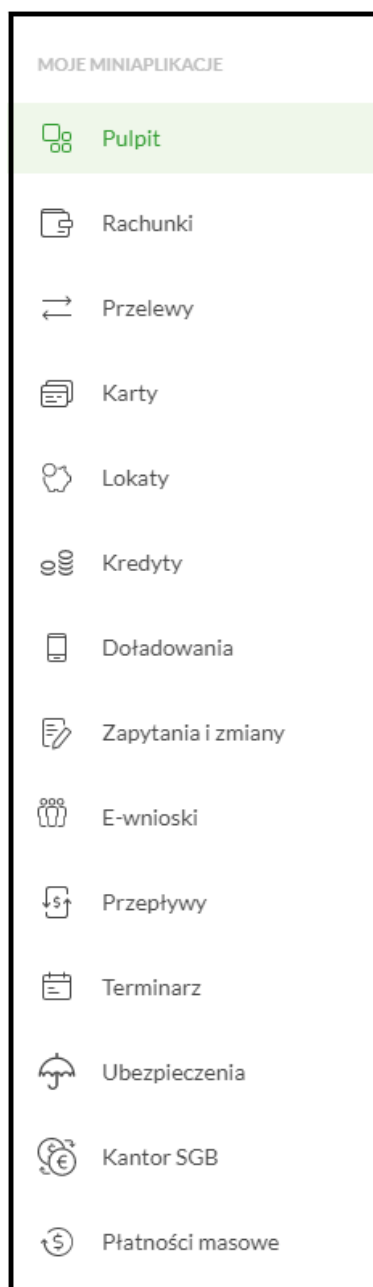 MOJE MINIAPLIKACJE
Pulpit
Rachunki
Przelewy
Karty
Lokaty
Kredyty
Doładowania
Zapytania i zmiany
E-wnioski
Przepływy
Terminarz
Ubezpieczenia
Kantor SGB
Płatności masowe